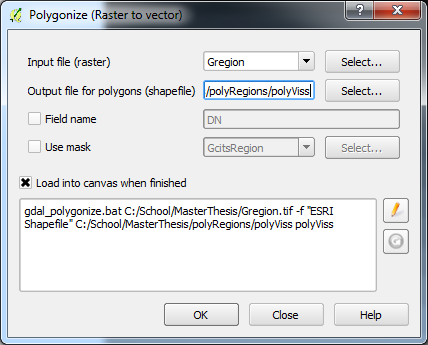 Polygonize (Raster to vector)
?
Input file (raster) Gregion Select...
Output file for polygons (shapefile) /polyRegions/polyViss Select...
Field name DN
Use mask GcitsRegion Select...
Load into canvas when finished
gdal_polygonize.bat C:/School/MasterThesis/Gregion.tif -f "ESRI
Shapefile" C:/School/MasterThesis/polyRegions/polyViss polyViss
OK Close Help